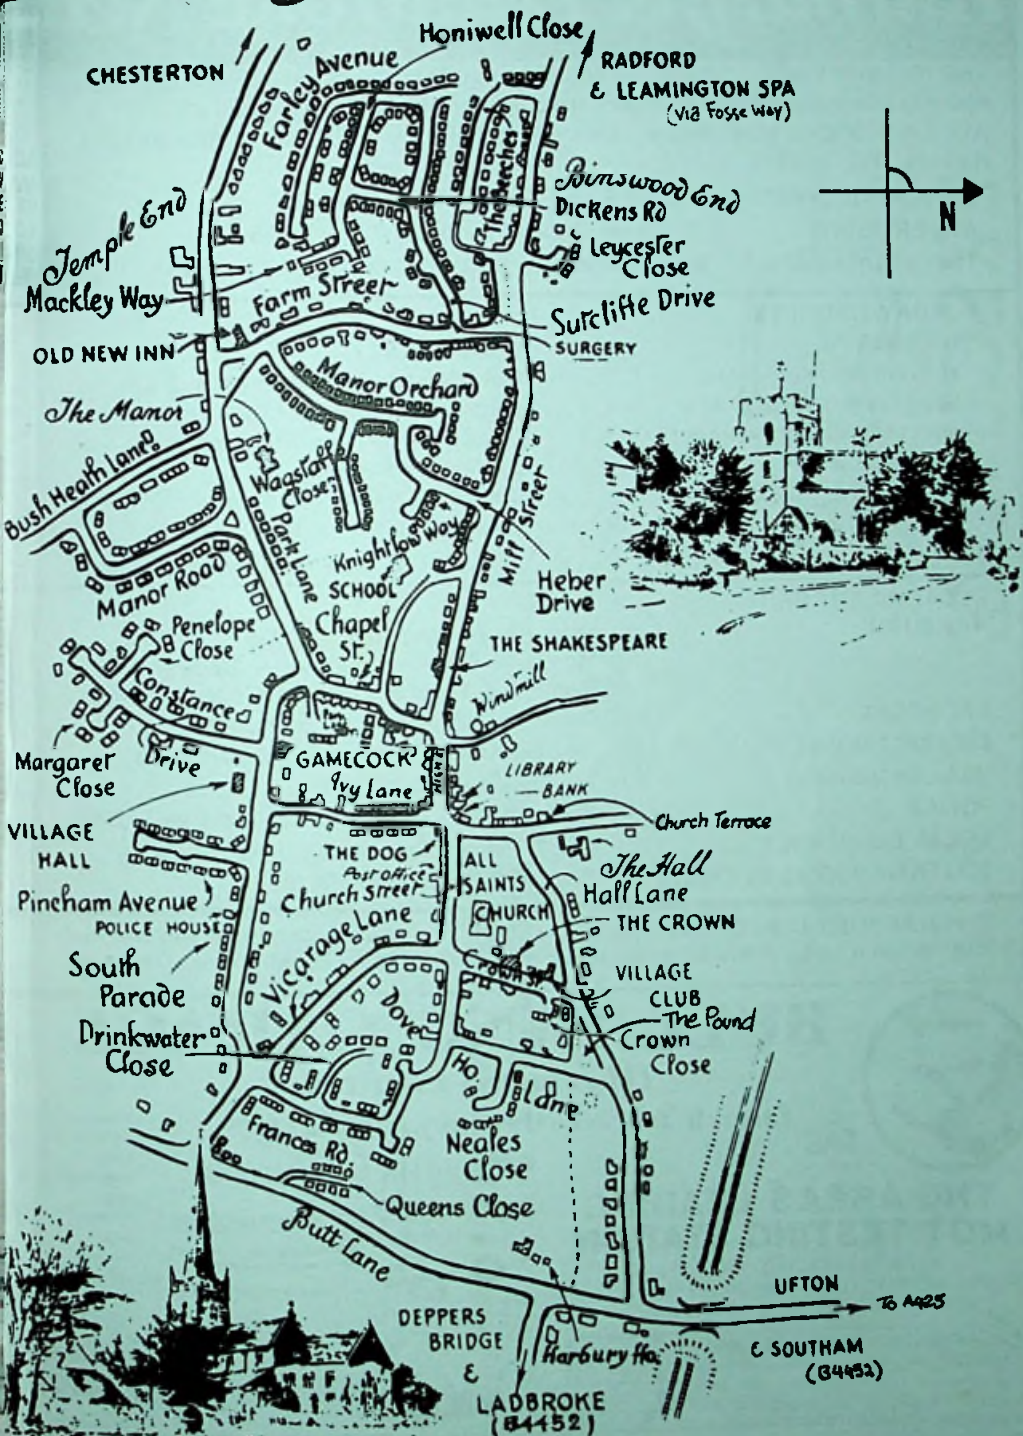 Honiwell Close
CHESTERTON
Farley Avenue
RADFORD
& LEAMINGTON SPA
(Via Fosse Way)
The Beeches
Binswood End
Dickens Rd
N
Temple End
Leycester
Close
Mackley Way
Farm Street
Sutcliffe Drive
OLD NEW INN
SURGERY
Manor Orchard
The Manor
Bush Heath Lane
Wagstaff
Close
Park Lane
Knightlow Way
Mill Street
SCHOOL
Heber
Drive
Manor Road
Penelope
Close
Chapel
St.
THE SHAKESPEARE
Constance
Drive
Windmill
Margaret
Close
GAMECOCK
HIGH ST
Ivy Lane
LIBRARY
BANK
VILLAGE
HALL
Church Terrace
THE DOG
Post Office
Church Street
ALL
SAINTS
CHURCH
The Hall
Hall Lane
Pincham Avenue
POLICE HOUSE
THE CROWN
Vicarage Lane
Crown St
South
Parade
VILLAGE
CLUB
The Pound
Dove
Drinkwater
Close
Crown
Close
Ho.
Lane
Frances Rd.
Neales
Close
Queens Close
Butt Lane
UFTON
To A425
DEPPERS
BRIDGE
&
LADBROKE
(B4452)
Harbury Ho.
& SOUTHAM
(B4452)